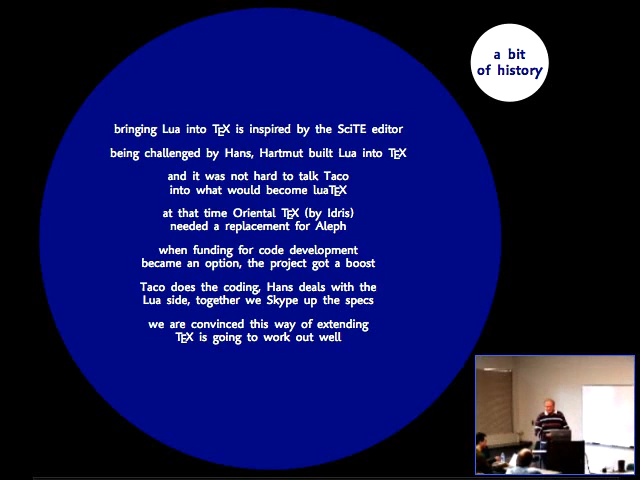 a bit
of history
bringing Lua into TEX is inspired by the SciTE editor
being challenged by Hans, Hartmut built Lua into TEX
and it was not hard to talk Taco
into what would become luaTEX
at that time Oriental TEX (by Idris)
needed a replacement for Aleph
when funding for code development
became an option, the project got a boost
Taco does the coding, Hans deals with the
Lua side, together we Skype up the specs
we are convinced this way of extending
TEX is going to work out well